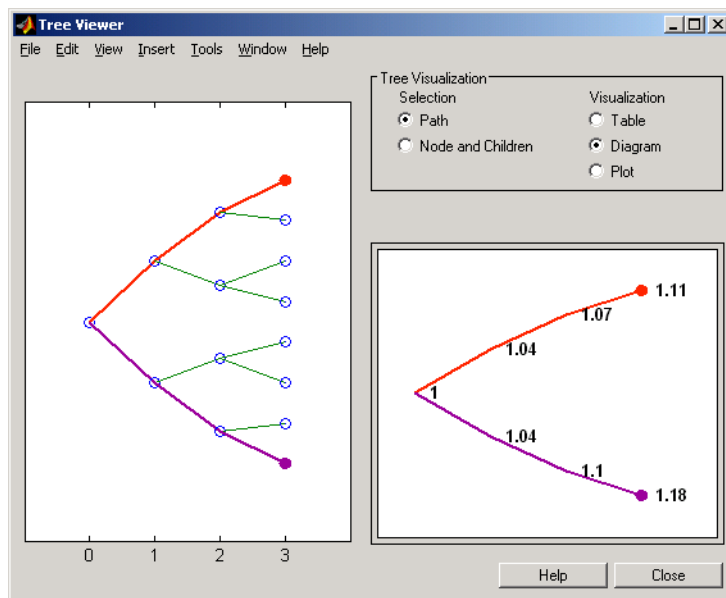 Tree Viewer
File Edit View Insert Tools Window Help
Tree Visualization
Selection
Path
Node and Children
Visualization
Table
Diagram
Plot
0 1 2 3
1.11
1.07
1.04
1
1.04
1.1
1.18
Help
Close